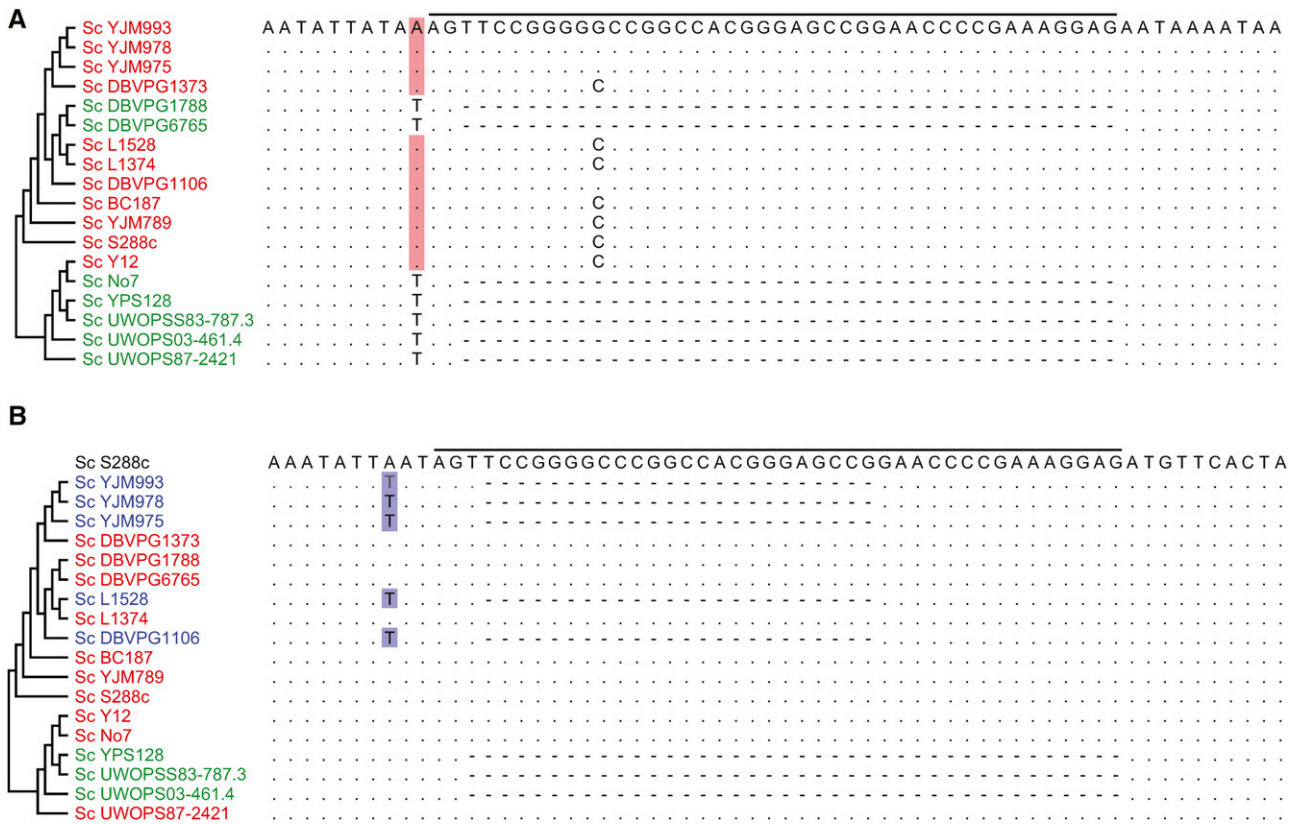 A
Sc YJM993 A A T A T T A T A A A G T T C C G G G G G C C G G C C A C G G G A G C C G G A A C C C C G A A A G G A G A A T A A A A T A A
Sc YJM978
Sc YJM975
Sc DBVPG1373 C
Sc DBVPG1788 T
Sc DBVPG6765 T
Sc L1528 C
Sc L1374 C
Sc DBVPG1106
Sc BC187 C
Sc YJM789 C
Sc S288c C
Sc Y12 C
Sc No7 T
Sc YPS128 T
Sc UWOPSS83-787.3 T
Sc UWOPS03-461.4 T
Sc UWOPS87-2421 T
B
Sc S288c A A A T A T T A A T A G T T C C G G G G C C C G G C C A C G G G A G C C G G A A C C C C G A A A G G A G A T G T T C A C T A
Sc YJM993 T
Sc YJM978 T
Sc YJM975 T
Sc DBVPG1373
Sc DBVPG1788
Sc DBVPG6765
Sc L1528 T
Sc L1374
Sc DBVPG1106 T
Sc BC187
Sc YJM789
Sc S288c
Sc Y12
Sc No7
Sc YPS128
Sc UWOPSS83-787.3
Sc UWOPS03-461.4
Sc UWOPS87-2421